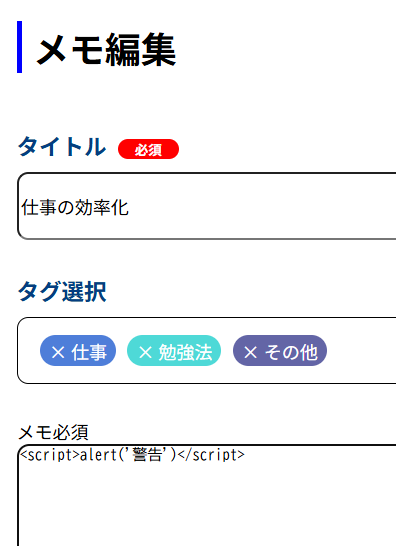 メモ編集
タイトル 必須
仕事の効率化
タグ選択
× 仕事 × 勉強法 × その他
メモ必須
<script>alert('警告')</script>